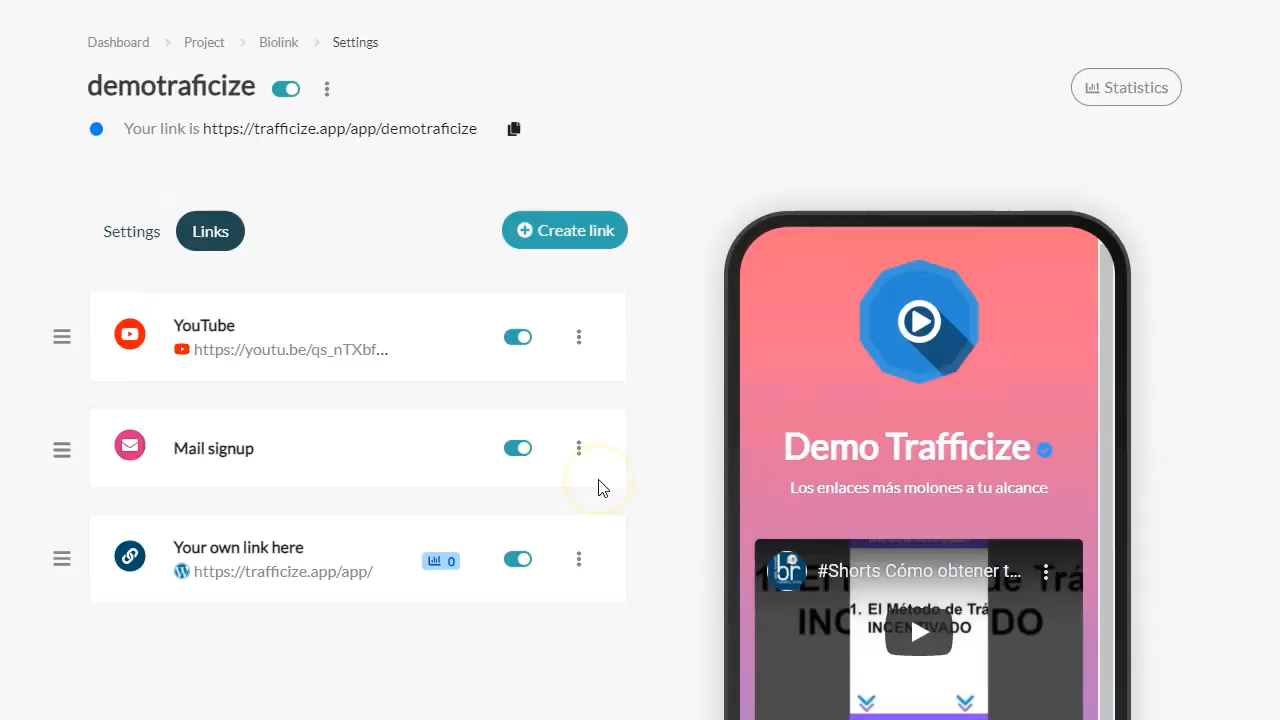 Dashboard > Project > Biolink > Settings
demotraficize
Statistics
Your link is https://trafficize.app/app/demotraficize
Settings
Links
Create link
YouTube
https://youtu.be/qs_nTXbf...
Mail signup
Your own link here
https://trafficize.app/app/
0
Demo Trafficize
Los enlaces más molones a tu alcance
br
#Shorts Cómo obtener t...
1. El Método de Trá
INCENTIVADO